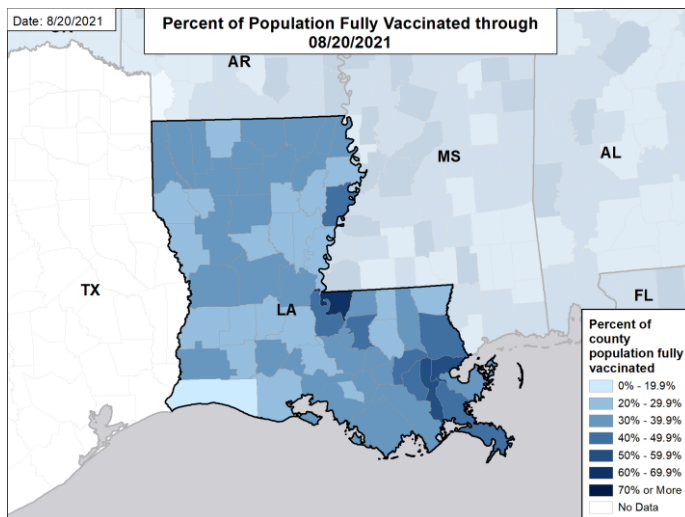 Date: 8/20/2021
Percent of Population Fully Vaccinated through
08/20/2021
AR
MS
AL
TX
LA
FL
Percent of
county
population fully
vaccinated
0% - 19.9%
20% - 29.9%
30% - 39.9%
40% - 49.9%
50% - 59.9%
60% - 69.9%
70% or More
No Data